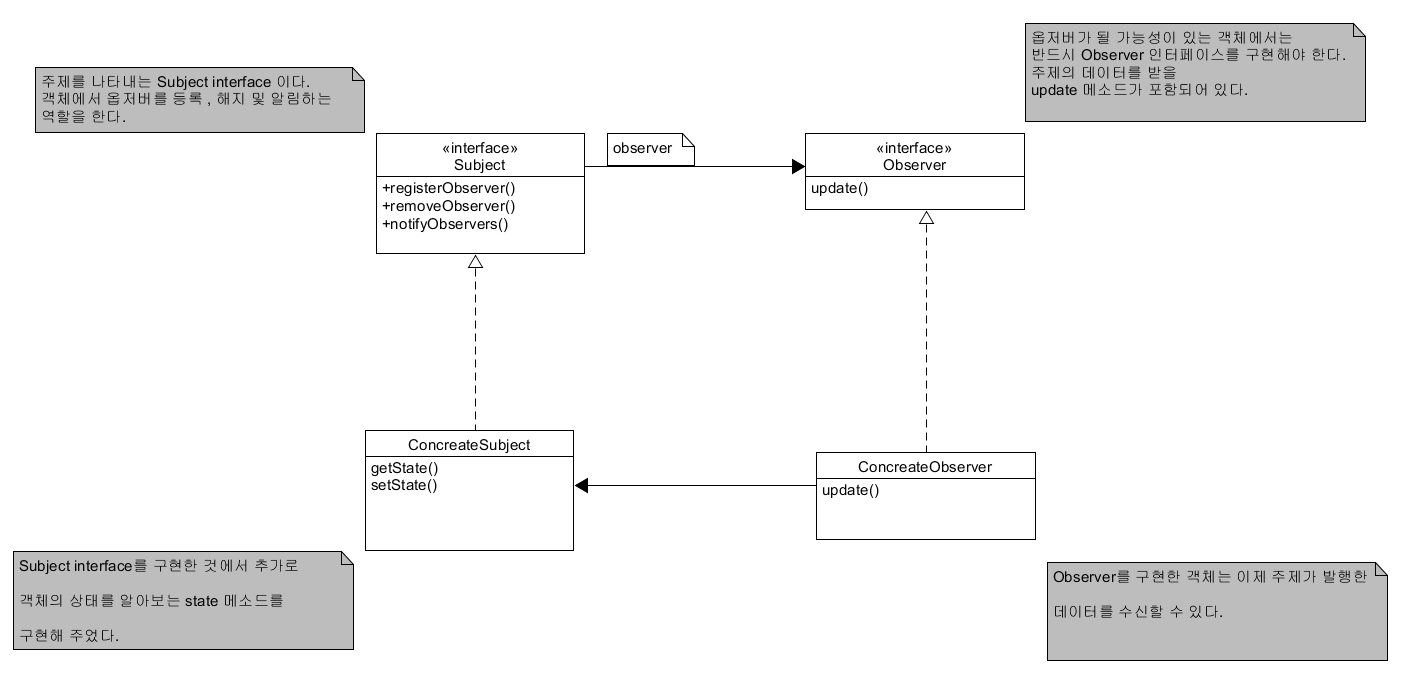 주제를 나타내는 Subject interface 이다.
객체에서 옵저버를 등록 , 해지 및 알림하는
역할을 한다.
옵저버가 될 가능성이 있는 객체에서는
반드시 Observer 인터페이스를 구현해야 한다.
주제의 데이터를 받을
update 메소드가 포함되어 있다.
«interface»
Subject
+registerObserver()
+removeObserver()
+notifyObservers()
observer
«interface»
Observer
update()
ConcreateSubject
getState()
setState()
ConcreateObserver
update()
Subject interface를 구현한 것에서 추가로
객체의 상태를 알아보는 state 메소드를
구현해 주었다.
Observer를 구현한 객체는 이제 주제가 발행한
데이터를 수신할 수 있다.